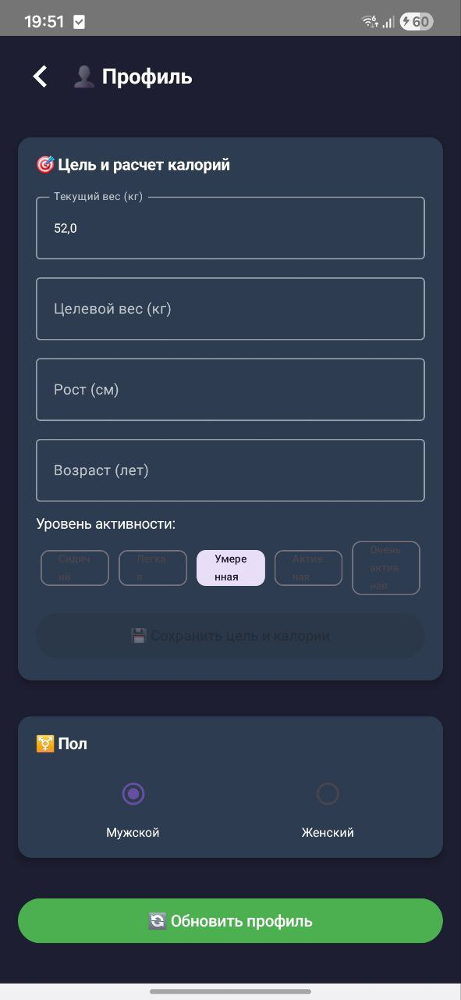 19:51
60
Профиль
Цель и расчет калорий
Текущий вес (кг)
52,0
Целевой вес (кг)
Рост (см)
Возраст (лет)
Уровень активности:
Сидяч
ий
Легка
я
Умере
нная
Актив
ная
Очень
актив
ная
Сохранить цель и калории
Пол
Мужской
Женский
Обновить профиль